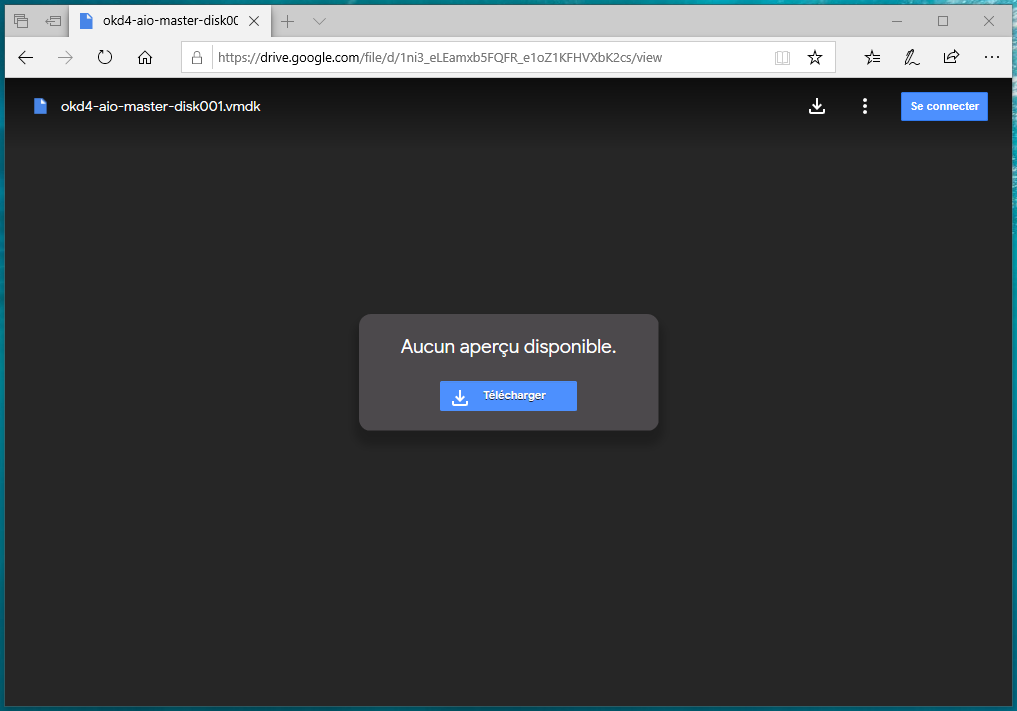 okd4-aio-master-disk00
https://drive.google.com/file/d/1ni3_eLEamxb5FQFR_e1oZ1KFHVXbK2cs/view
okd4-aio-master-disk001.vmdk
Se connecter
Aucun aperçu disponible.
Télécharger